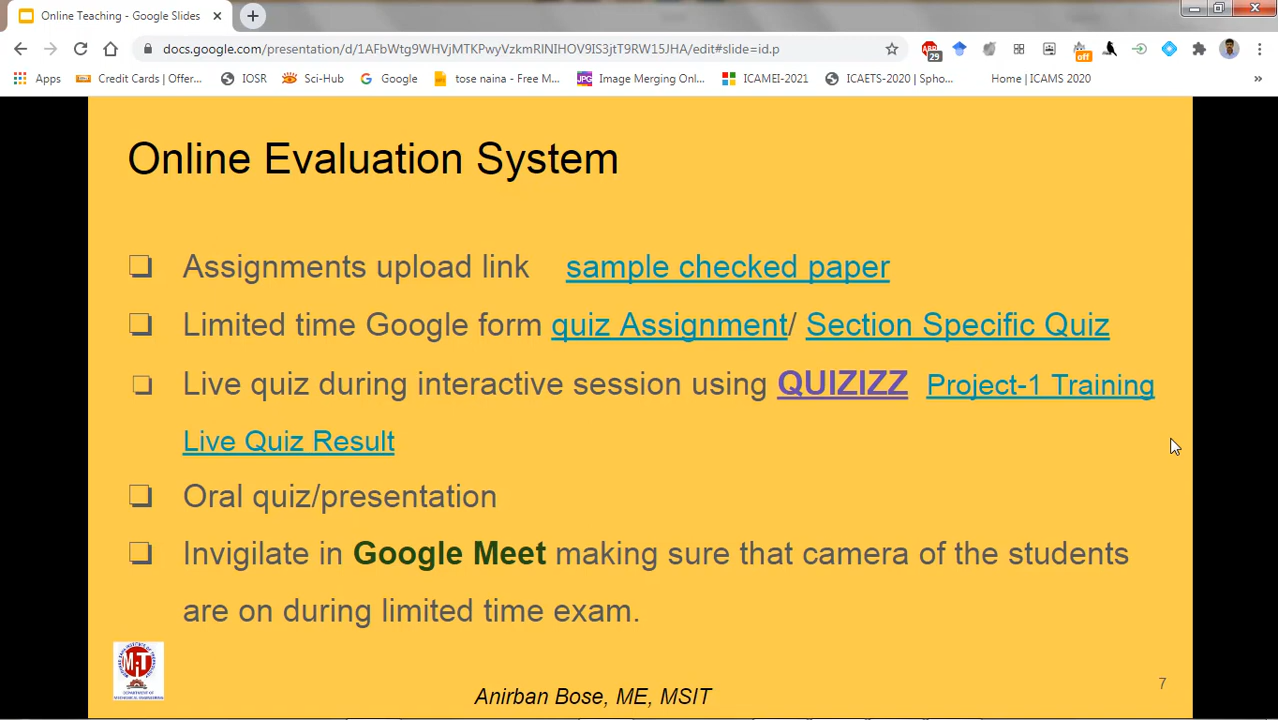 Online Teaching - Google Slides
docs.google.com/presentation/d/1AFbWtg9WHVjMTKPwyVzkmRlNIHOV9IS3jtT9RW15JHA/edit#slide=id.p
ABP
29
off
Apps Credit Cards | Offer... IOSR Sci-Hub Google tose naina - Free M... JPG Image Merging Onl... ICAMEI-2021 ICAETS-2020 | Spho... Home | ICAMS 2020 »
Online Evaluation System
Assignments upload link sample checked paper
Limited time Google form quiz Assignment/ Section Specific Quiz
Live quiz during interactive session using QUIZIZZ Project-1 Training
Live Quiz Result
Oral quiz/presentation
Invigilate in Google Meet making sure that camera of the students
are on during limited time exam.
Anirban Bose, ME, MSIT
7